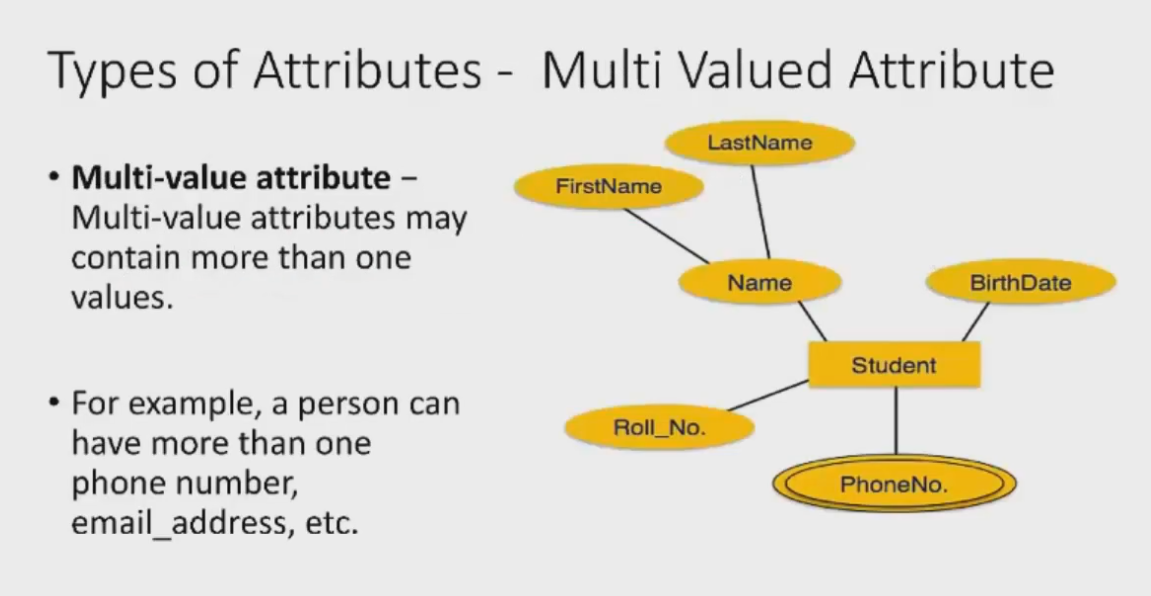 Types of Attributes - Multi Valued Attribute
• Multi-value attribute –
Multi-value attributes may
contain more than one
values.
• For example, a person can
have more than one
phone number,
email_address, etc.
LastName
FirstName
Name
BirthDate
Student
Roll_No.
PhoneNo.